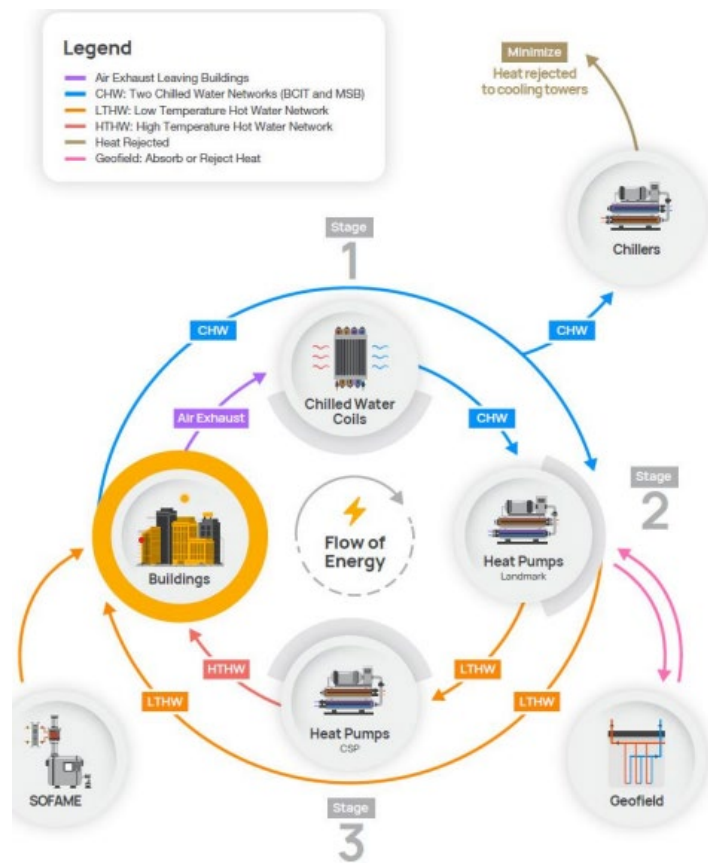 Legend
Air Exhaust Leaving Buildings
CHW: Two Chilled Water Networks (BCIT and MSB)
LTHW: Low Temperature Hot Water Network
HTHW: High Temperature Hot Water Network
Heat Rejected
Geofield: Absorb or Reject Heat
Minimize
Heat rejected
to cooling towers
Chillers
Stage
1
CHW
CHW
Chilled Water
Coils
Air Exhaust
CHW
Stage
2
Buildings
Flow of
Energy
Heat Pumps
Landmark
HTHW
LTHW
LTHW
LTHW
Heat Pumps
CSP
SOFAME
Geofield
Stage
3